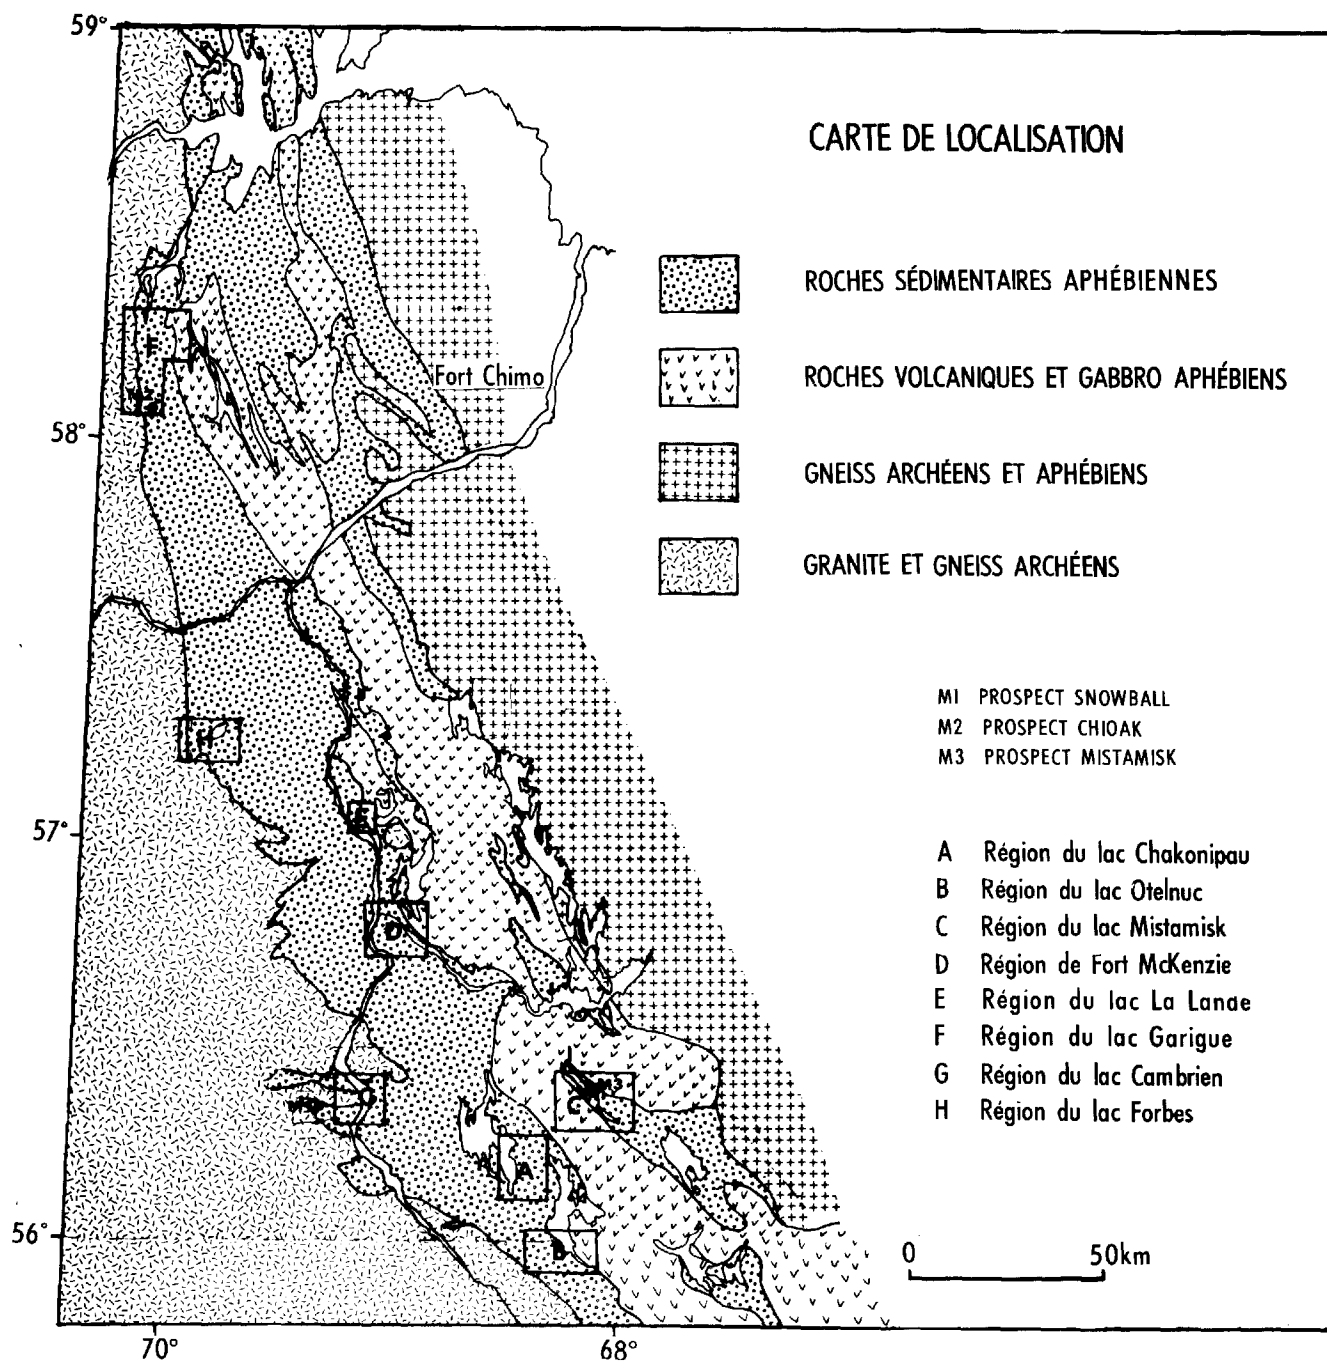 59°
CARTE DE LOCALISATION
ROCHES SÉDIMENTAIRES APHÉBIENNES
F
Fort Chimo
ROCHES VOLCANIQUES ET GABBRO APHÉBIENS
M2
58°
GNEISS ARCHÉENS ET APHÉBIENS
GRANITE ET GNEISS ARCHÉENS
M1 PROSPECT SNOWBALL
M2 PROSPECT CHIOAK
M3 PROSPECT MISTAMISK
H
E
57°
A Région du lac Chakonipau
B Région du lac Otelnuc
C Région du lac Mistamisk
D Région de Fort McKenzie
E Région du lac La Lande
F Région du lac Garigue
G Région du lac Cambrien
H Région du lac Forbes
D
M3
G
C
A
56°
B
0 50km
70°
68°